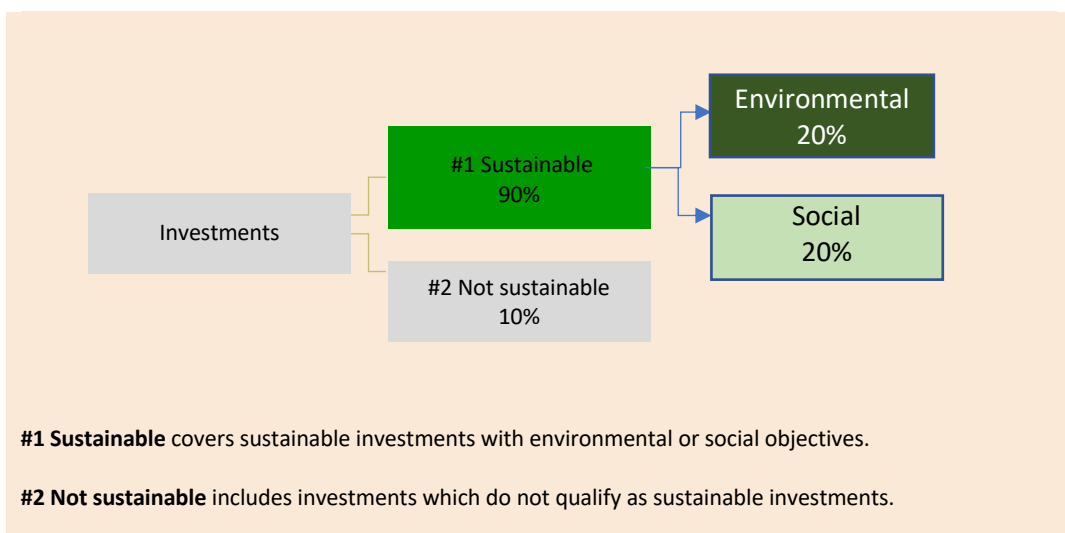 Environmental
20%
#1 Sustainable
90%
Investments
Social
20%
#2 Not sustainable
10%
#1 Sustainable covers sustainable investments with environmental or social objectives.
#2 Not sustainable includes investments which do not qualify as sustainable investments.